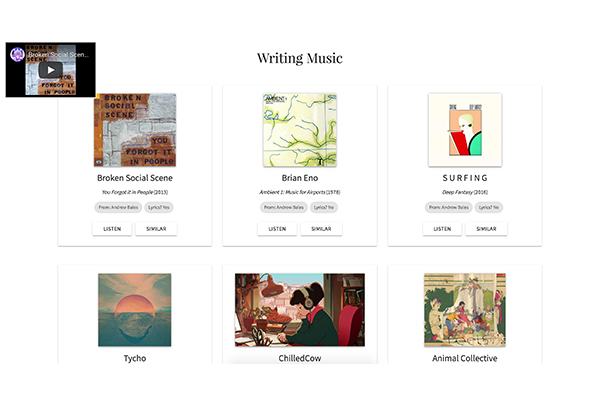 Writing Music
Broken Social Scen...
BROKEN
SOCIAL
SCENE
YOU
FORGOT IT
IN PEOPLE
AMBIENT 1
Broken Social Scene
You Forgot it in People (2013)
From: Andrew Bales
Lyrics? Yes
LISTEN
SIMILAR
Brian Eno
Ambient 1: Music for Airports (1978)
From: Andrew Bales
Lyrics? No
LISTEN
SIMILAR
S U R F I N G
Deep Fantasy (2016)
From: Andrew Bales
Lyrics? No
LISTEN
SIMILAR
Tycho
ChilledCow
Animal Collective